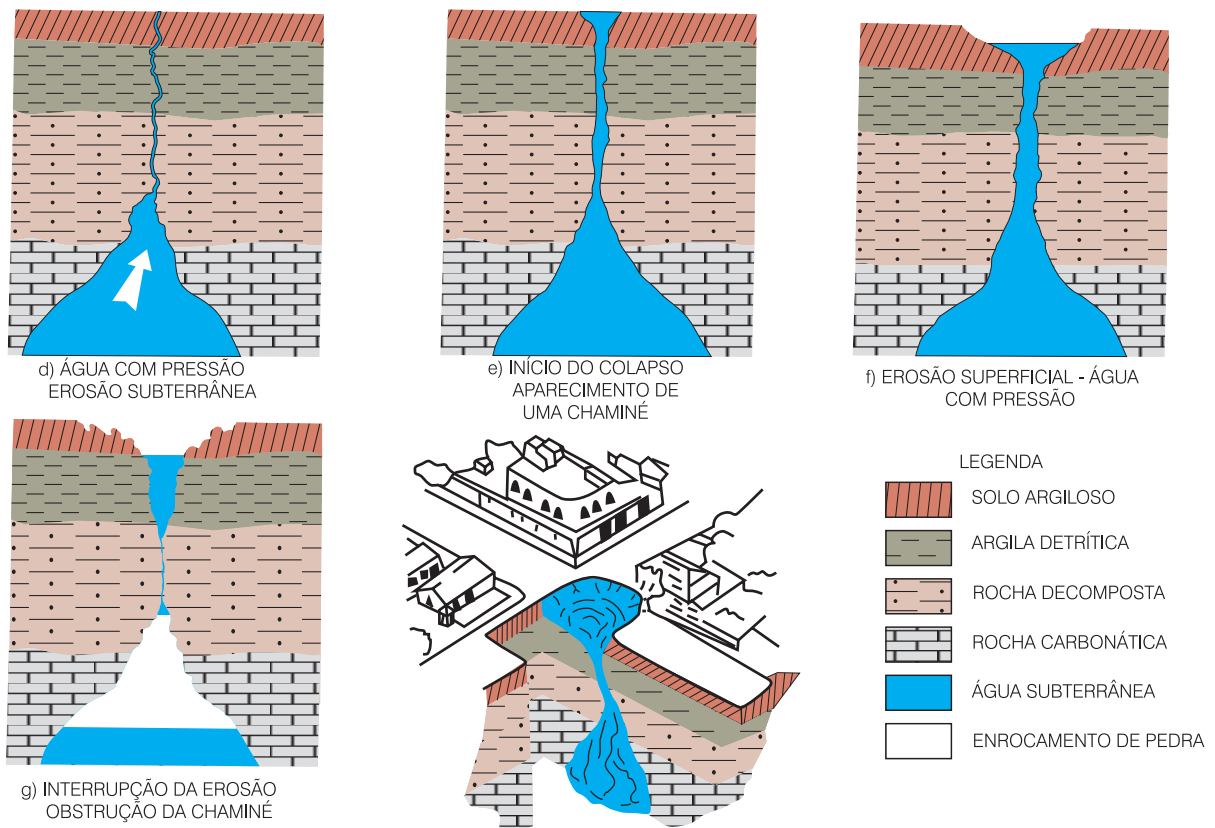 d) ÁGUA COM PRESSÃO
EROSÃO SUBTERRÂNEA
e) INÍCIO DO COLAPSO
APARECIMENTO DE
UMA CHAMINÉ
f) EROSÃO SUPERFICIAL - ÁGUA
COM PRESSÃO
g) INTERRUPÇÃO DA EROSÃO
OBSTRUÇÃO DA CHAMINÉ
LEGENDA
SOLO ARGILOSO
ARGILA DETRÍTICA
ROCHA DECOMPOSTA
ROCHA CARBONÁTICA
ÁGUA SUBTERRÂNEA
ENROCAMENTO DE PEDRA